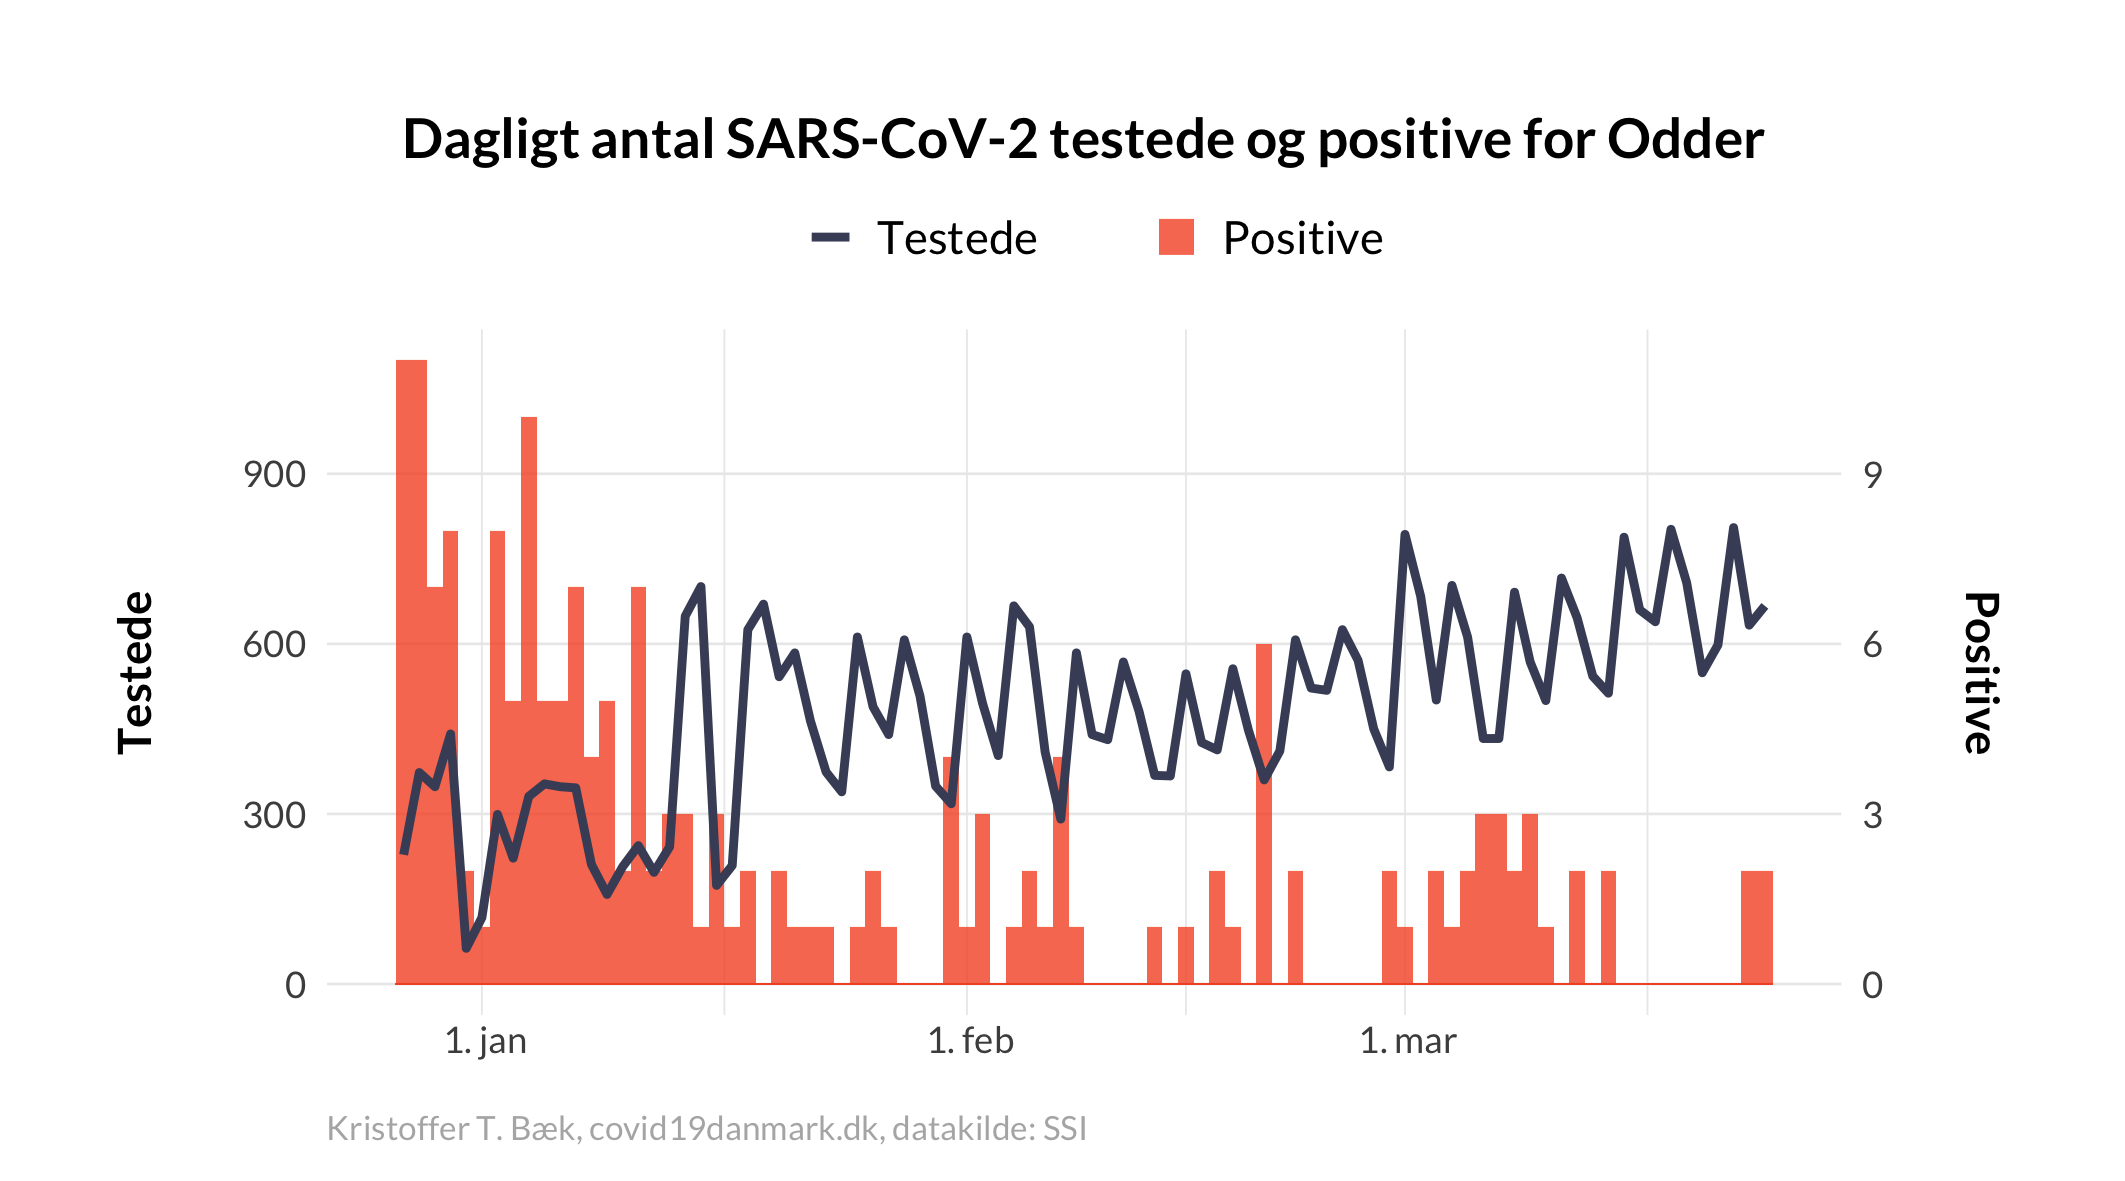 Dagligt antal SARS-CoV-2 testede og positive for Odder
Testede
Positive
900
600
300
0
Testede
9
6
3
0
Positive
1. jan
1. feb
1. mar
Kristoffer T. Bæk, covid19danmark.dk, datakilde: SSI